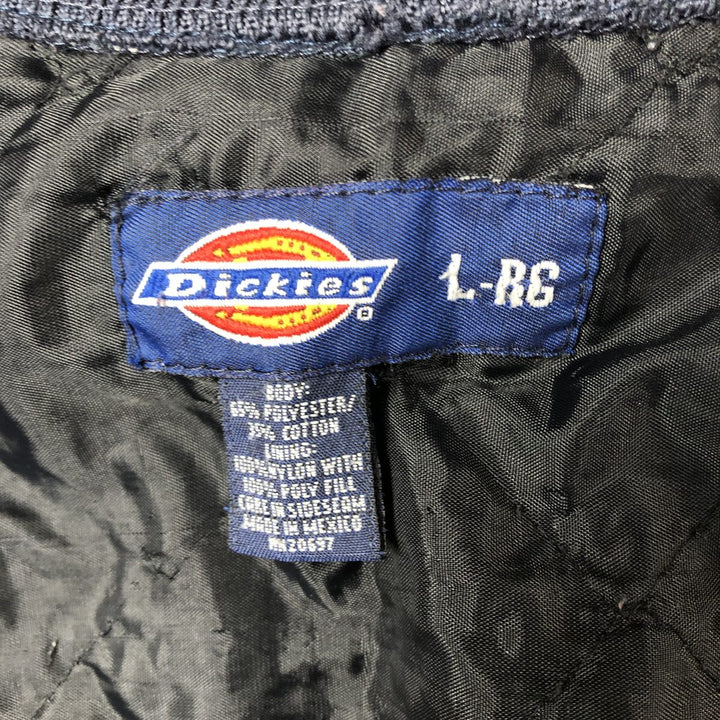 Dickies
L-RG
BODY:
65% POLYESTER/
35% COTTON
LINING:
100% NYLON WITH
100% POLY FILL
CARE IN SIDESEAM
MADE IN MEXICO
RN20697